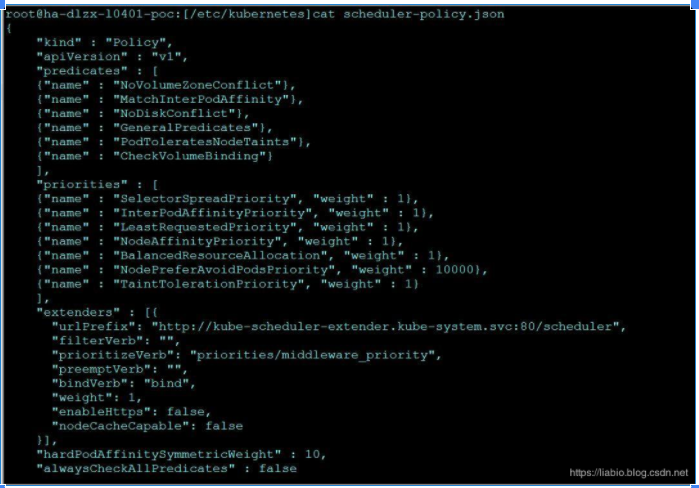 root@ha-dlzx-l0401-poc:[/etc/kubernetes]cat scheduler-policy.json
{
"kind" : "Policy",
"apiVersion" : "v1",
"predicates" : [
{"name" : "NoVolumeZoneConflict"},
{"name" : "MatchInterPodAffinity"},
{"name" : "NoDiskConflict"},
{"name" : "GeneralPredicates"},
{"name" : "PodToleratesNodeTaints"},
{"name" : "CheckVolumeBinding"}
],
"priorities" : [
{"name" : "SelectorSpreadPriority", "weight" : 1},
{"name" : "InterPodAffinityPriority", "weight" : 1},
{"name" : "LeastRequestedPriority", "weight" : 1},
{"name" : "NodeAffinityPriority", "weight" : 1},
{"name" : "BalancedResourceAllocation", "weight" : 1},
{"name" : "NodePreferAvoidPodsPriority", "weight" : 10000},
{"name" : "TaintTolerationPriority", "weight" : 1}
],
"extenders" : [{
"urlPrefix": "http://kube-scheduler-extender.kube-system.svc:80/scheduler",
"filterVerb": "",
"prioritizeVerb": "priorities/middleware_priority",
"preemptVerb": "",
"bindVerb": "bind",
"weight": 1,
"enableHttps": false,
"nodeCacheCapable": false
}],
"hardPodAffinitySymmetricWeight" : 10,
"alwaysCheckAllPredicates" : false
https://liabio.blog.csdn.net